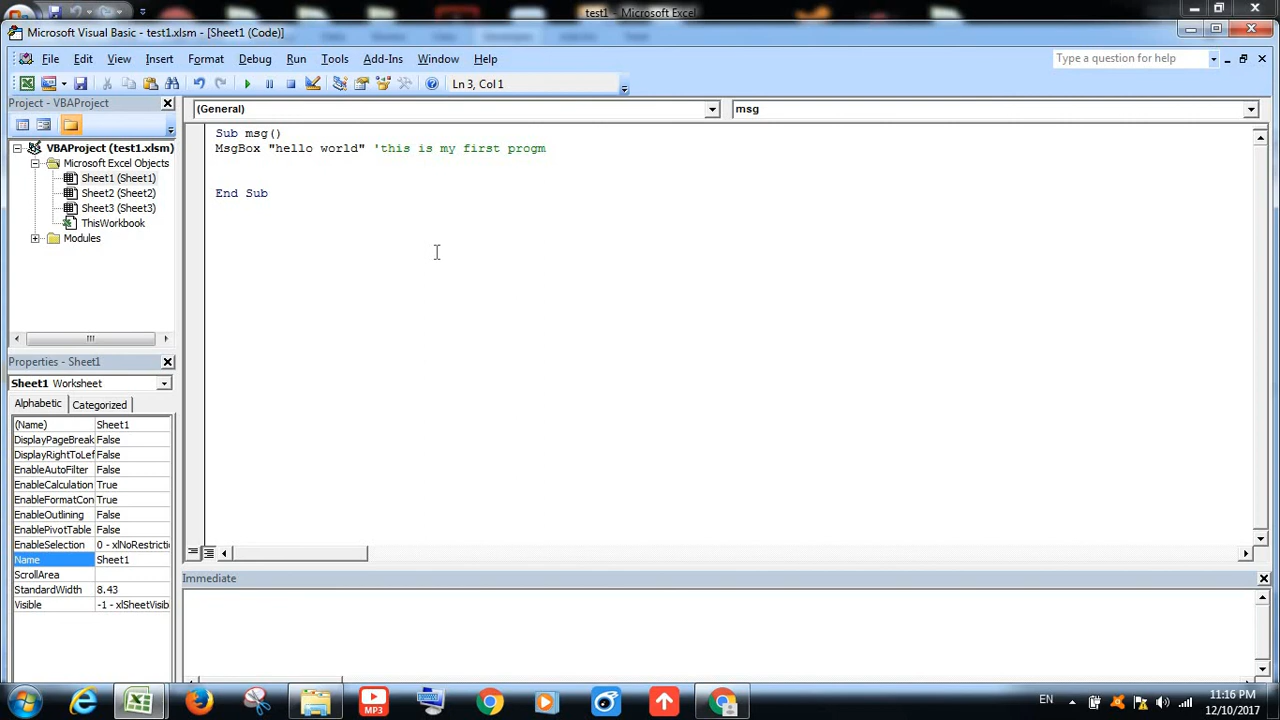 test1 - Microsoft Excel
Microsoft Visual Basic - test1.xlsm - [Sheet1 (Code)]
File Edit View Insert Format Debug Run Tools Add-Ins Window Help
Type a question for help
Ln 3, Col 1
Project - VBAProject
(General)
msg
VBAProject (test1.xlsm)
Microsoft Excel Objects
Sheet1 (Sheet1)
Sheet2 (Sheet2)
Sheet3 (Sheet3)
ThisWorkbook
Modules
Sub msg()
MsgBox "hello world" 'this is my first progm
End Sub
Properties - Sheet1
Sheet1 Worksheet
Alphabetic Categorized
(Name) Sheet1
DisplayPageBreak False
DisplayRightToLef False
EnableAutoFilter False
EnableCalculation True
EnableFormatCon True
EnableOutlining False
EnablePivotTable False
EnableSelection 0 - xlNoRestricti
Name Sheet1
ScrollArea
StandardWidth 8.43
Visible -1 - xlSheetVisib
Immediate
MP3
EN
11:16 PM
12/10/2017